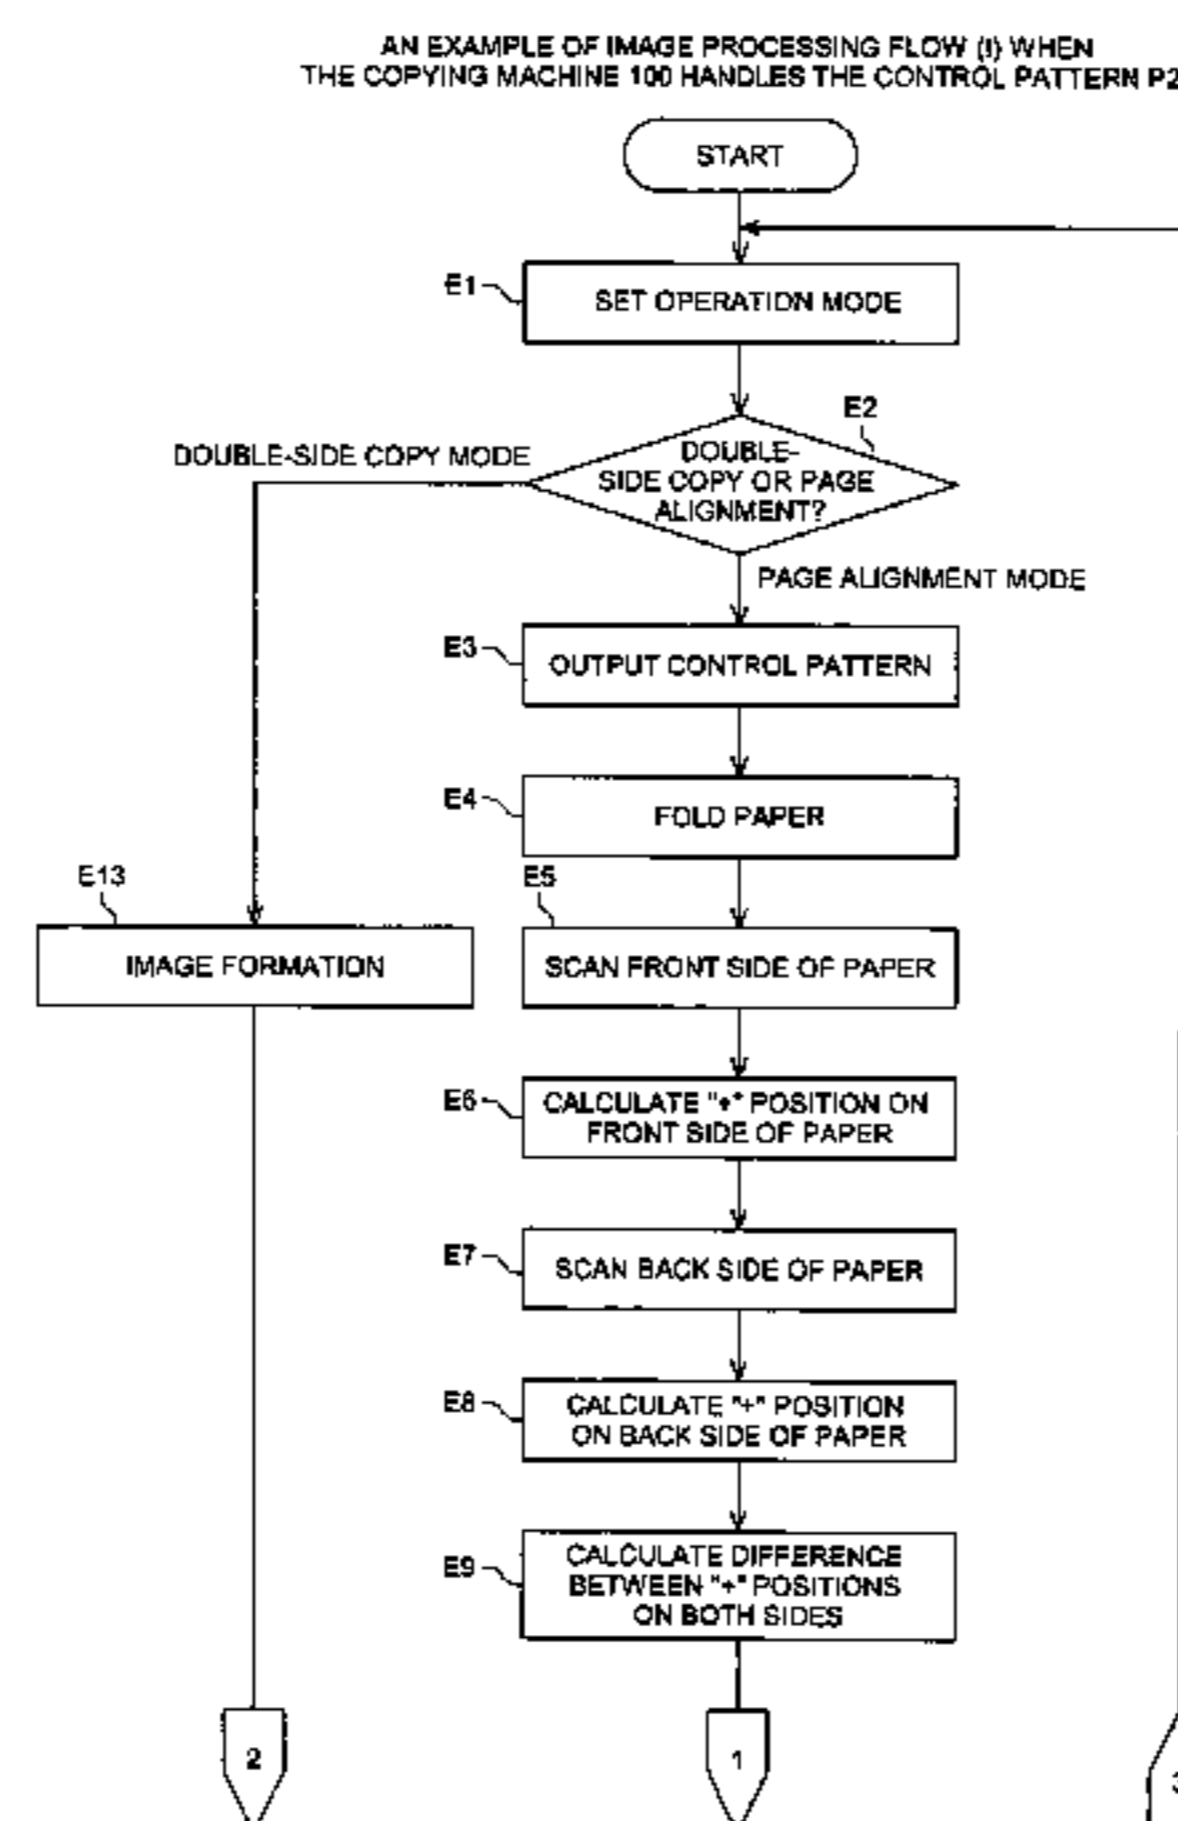 AN EXAMPLE OF IMAGE PROCESSING FLOW (I) WHEN
THE COPYING MACHINE 100 HANDLES THE CONTROL PATTERN P2
START
E1
SET OPERATION MODE
E2
DOUBLE-SIDE COPY MODE
DOUBLE-
SIDE COPY OR PAGE
ALIGNMENT?
PAGE ALIGNMENT MODE
E3
OUTPUT CONTROL PATTERN
E4
FOLD PAPER
E13
IMAGE FORMATION
E5
SCAN FRONT SIDE OF PAPER
E6
CALCULATE "+" POSITION ON
FRONT SIDE OF PAPER
E7
SCAN BACK SIDE OF PAPER
E8
CALCULATE "+" POSITION
ON BACK SIDE OF PAPER
E9
CALCULATE DIFFERENCE
BETWEEN "+" POSITIONS
ON BOTH SIDES
2
1
3